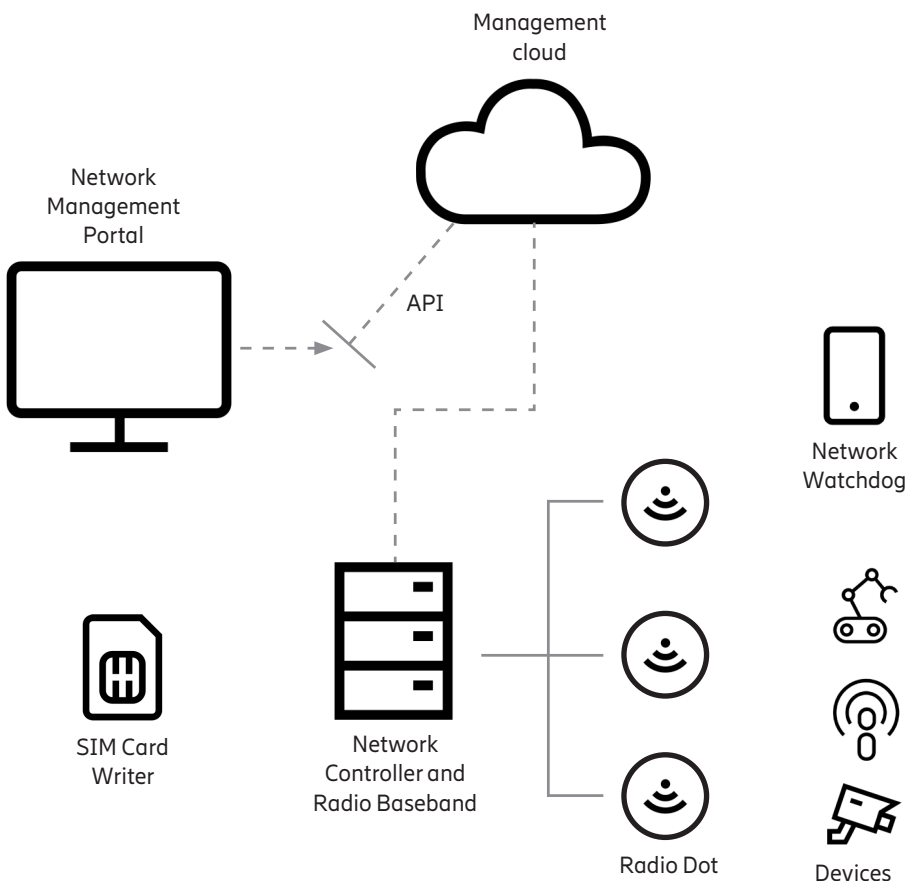 Management
cloud
Network
Management
Portal
API
Network
Watchdog
SIM Card
Writer
Network
Controller and
Radio Baseband
Radio Dot
Devices